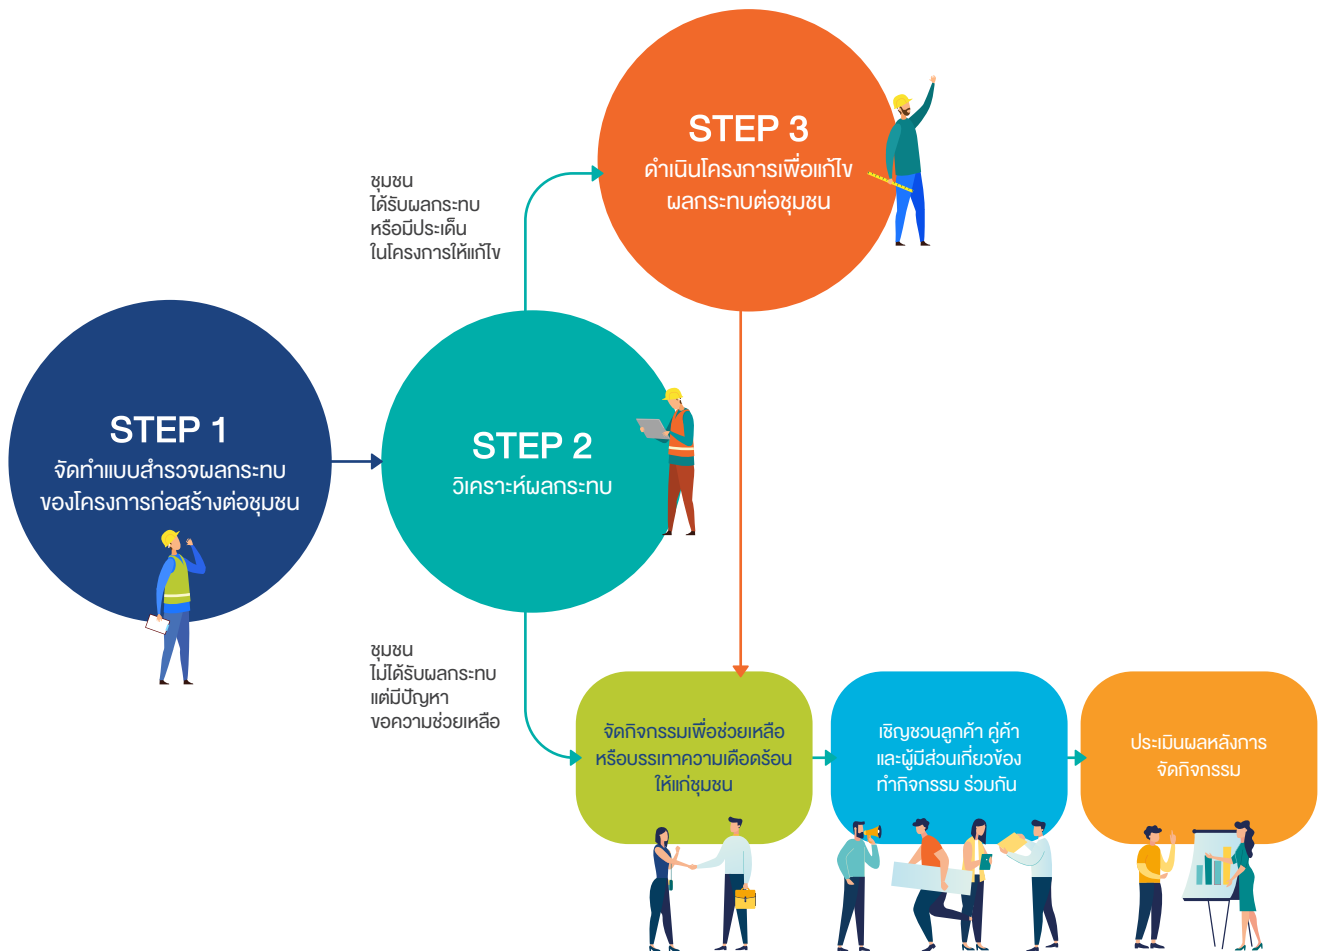 STEP 1
จัดทำแบบสำรวจผลกระทบ
ของโครงการก่อสร้างต่อชุมชน
STEP 2
วิเคราะห์ผลกระทบ
ชุมชน
ได้รับผลกระทบ
หรือมีประเด็น
ในโครงการให้แก้ไข
STEP 3
ดำเนินโครงการเพื่อแก้ไข
ผลกระทบต่อชุมชน
ชุมชน
ไม่ได้รับผลกระทบ
แต่มีปัญหา
ขอความช่วยเหลือ
จัดกิจกรรมเพื่อช่วยเหลือ
หรือบรรเทาความเดือดร้อน
ให้แก่ชุมชน
เชิญชวนลูกค้า คู่ค้า
และผู้มีส่วนเกี่ยวข้อง
ทำกิจกรรม ร่วมกัน
ประเมินผลหลังการ
จัดกิจกรรม